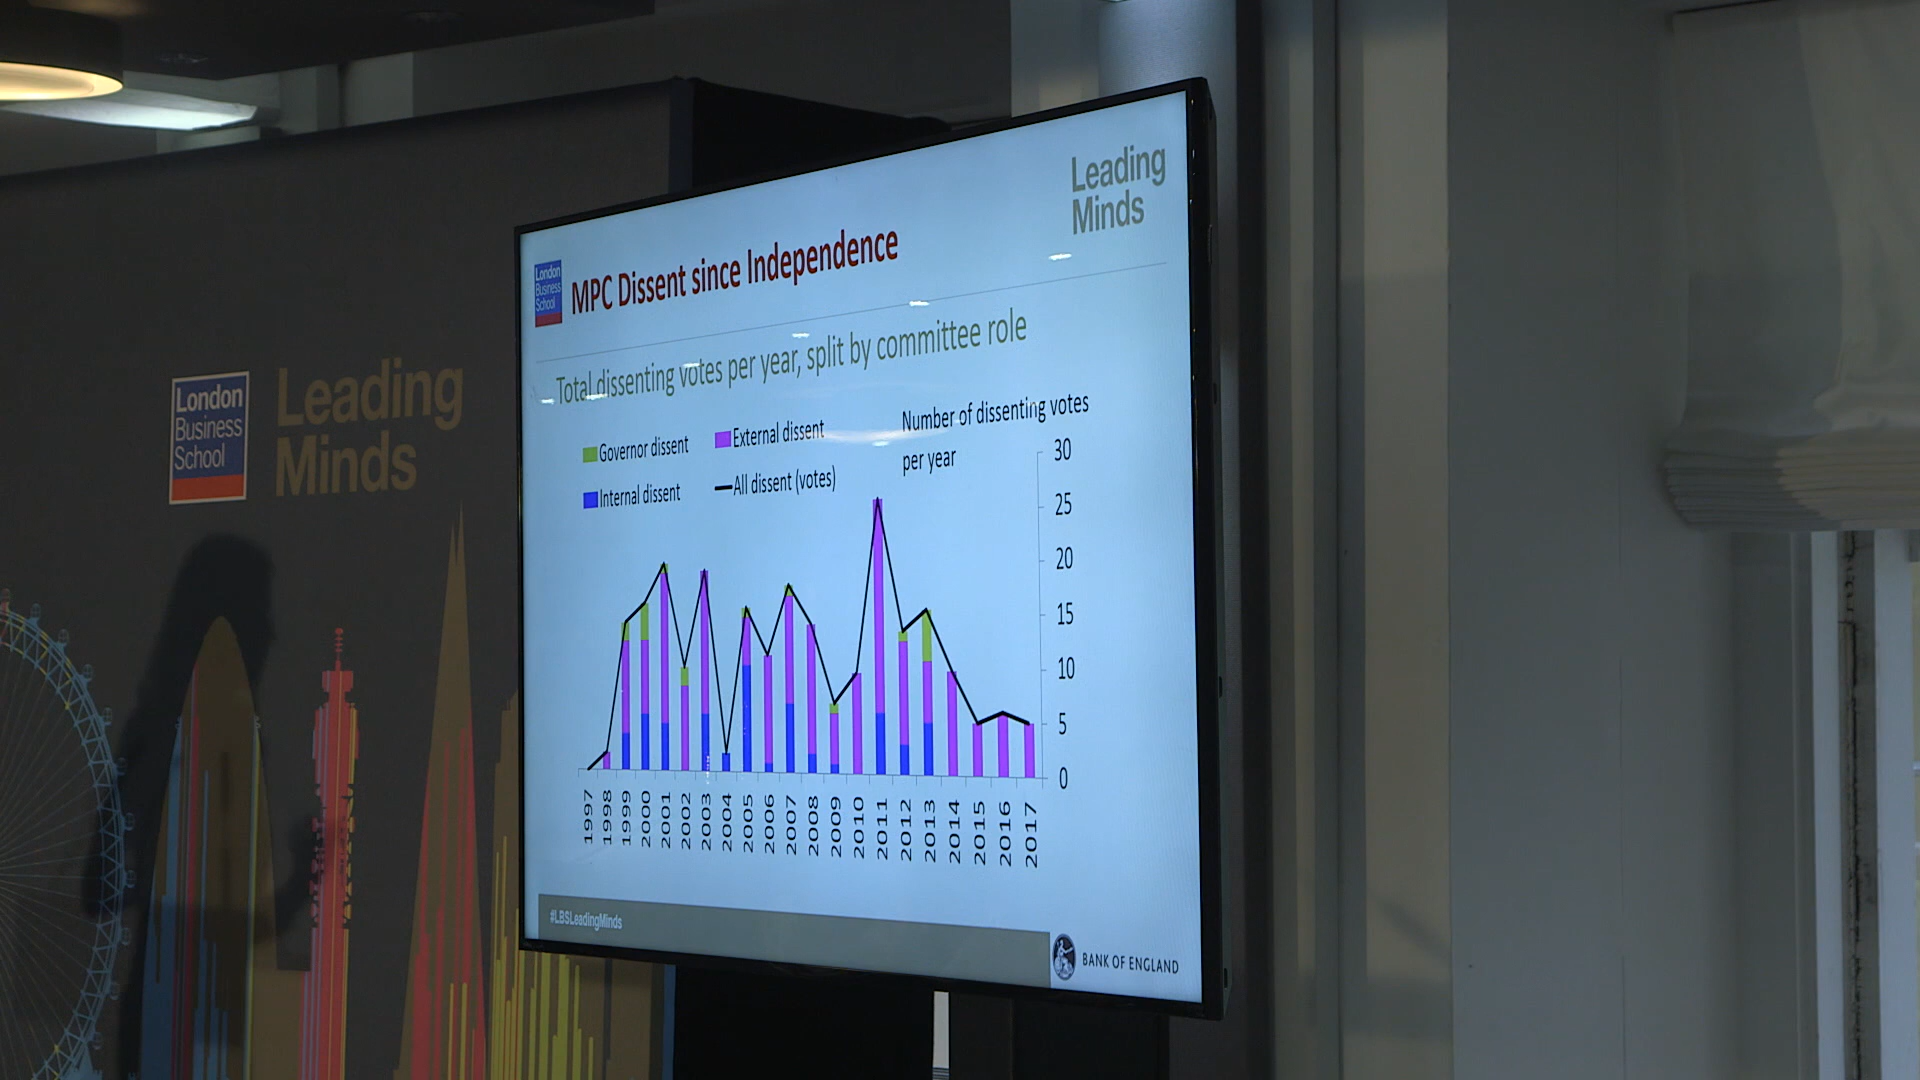 Leading
Minds
London
Business
School
MPC Dissent since Independence
Total dissenting votes per year, split by committee role
Governor dissent
External dissent
Internal dissent
All dissent (votes)
Number of dissenting votes
per year
30
25
20
15
10
5
0
1997
1998
1999
2000
2001
2002
2003
2004
2005
2006
2007
2008
2009
2010
2011
2012
2013
2014
2015
2016
2017
#LBSLeadingMinds
BANK OF ENGLAND
London
Business
School
Leading
Minds